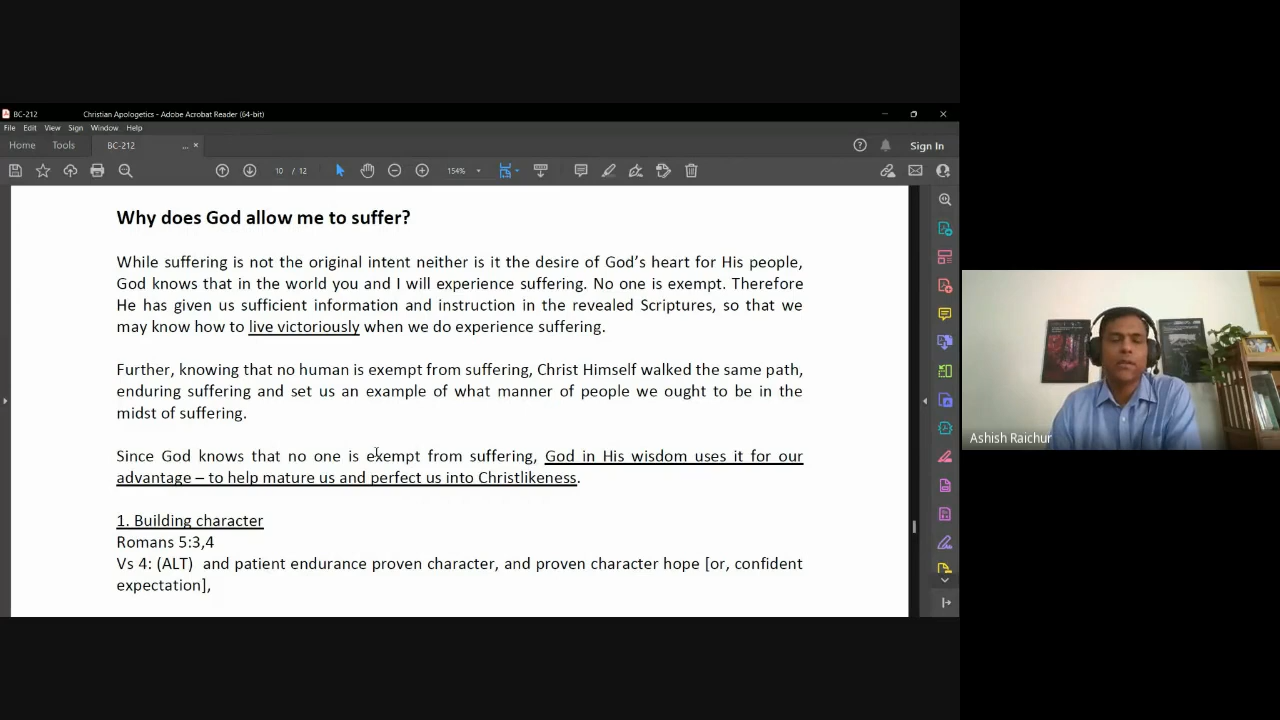 BC-212 Christian Apologetics - Adobe Acrobat Reader (64-bit)
File Edit View Sign Window Help
Home Tools BC-212 ... × Sign In
10 / 12 154%
Why does God allow me to suffer?
While suffering is not the original intent neither is it the desire of God’s heart for His people,
God knows that in the world you and I will experience suffering. No one is exempt. Therefore
He has given us sufficient information and instruction in the revealed Scriptures, so that we
may know how to live victoriously when we do experience suffering.
Further, knowing that no human is exempt from suffering, Christ Himself walked the same path,
enduring suffering and set us an example of what manner of people we ought to be in the
midst of suffering.
Since God knows that no one is exempt from suffering, God in His wisdom uses it for our
advantage – to help mature us and perfect us into Christlikeness.
1. Building character
Romans 5:3,4
Vs 4: (ALT) and patient endurance proven character, and proven character hope [or, confident
expectation],
Ashish Raichur